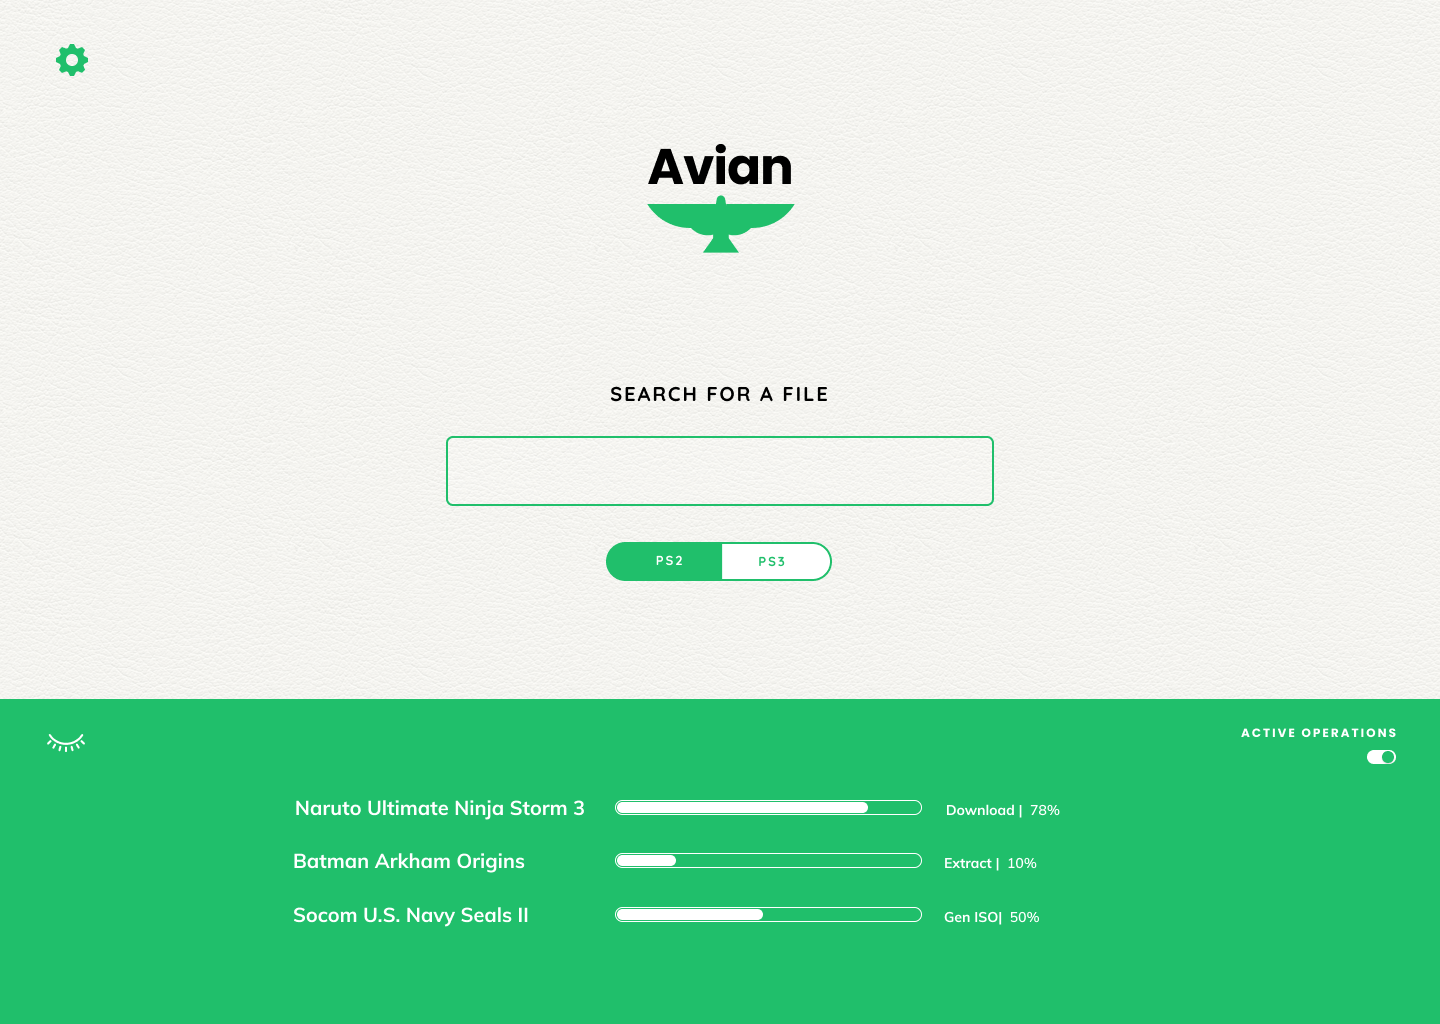 Avian
SEARCH FOR A FILE
PS2 PS3
ACTIVE OPERATIONS
Naruto Ultimate Ninja Storm 3 Download | 78%
Batman Arkham Origins Extract | 10%
Socom U.S. Navy Seals II Gen ISO| 50%